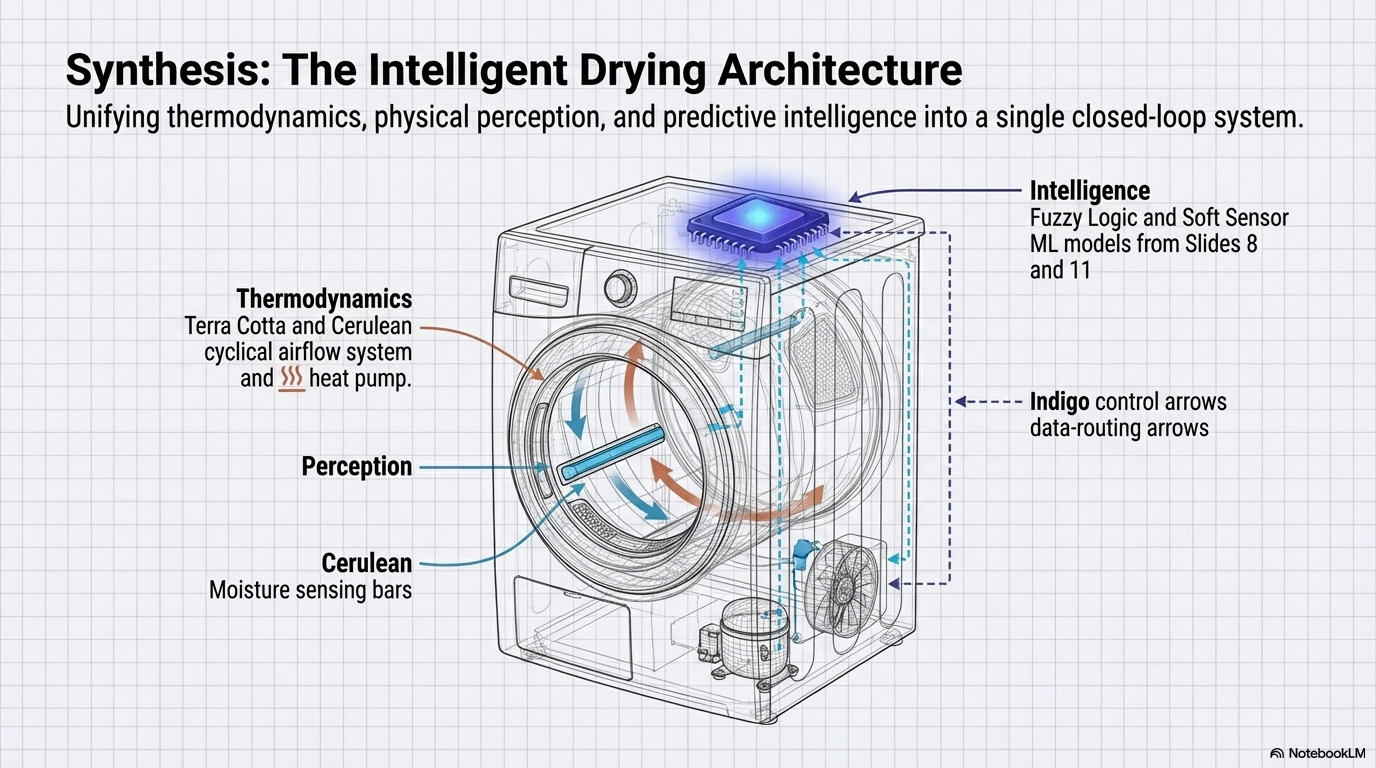 Synthesis: The Intelligent Drying Architecture
Unifying thermodynamics, physical perception, and predictive intelligence into a single closed-loop system.
Thermodynamics
Terra Cotta and Cerulean
cyclical airflow system
and heat pump.
Perception
Cerulean
Moisture sensing bars
Intelligence
Fuzzy Logic and Soft Sensor
ML models from Slides 8
and 11
Indigo control arrows
data-routing arrows
NotebookLM